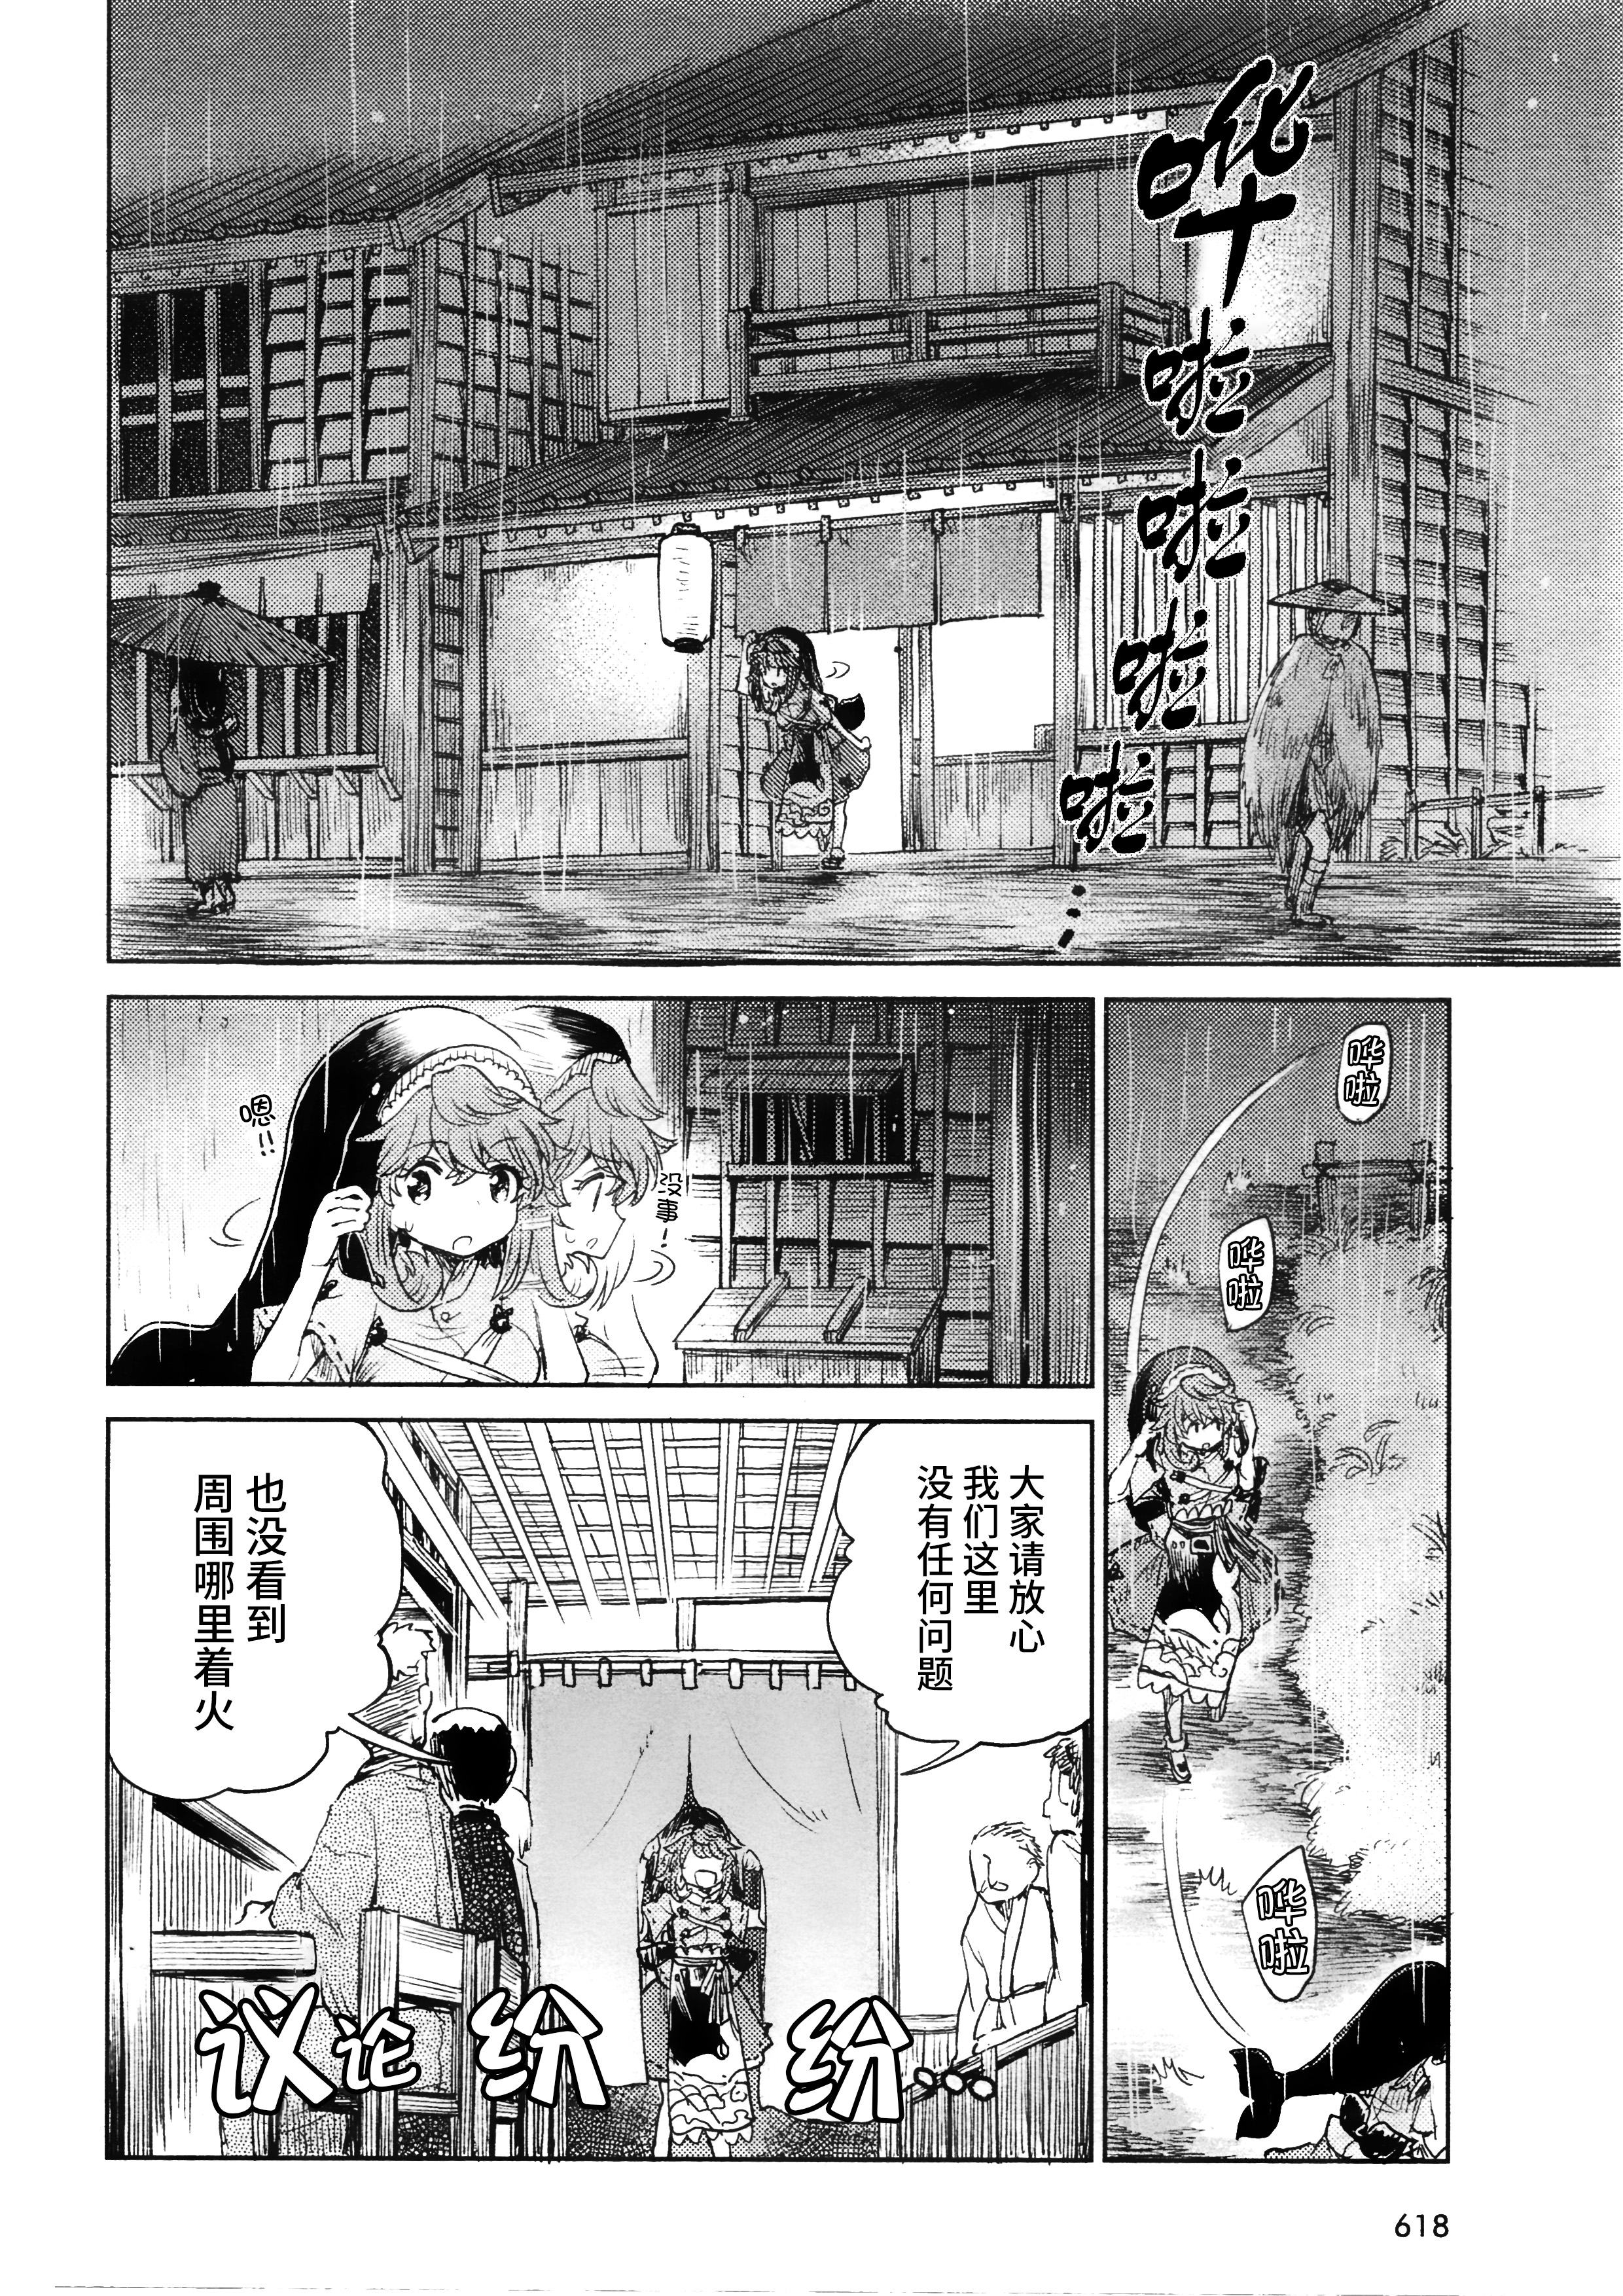 哗啦啦啦啦…
哗啦
哗啦
哗啦
没事！
嗯!!
大家请放心
我们这里
没有任何问题
也没看到
周围哪里着火
议论纷纷…
618